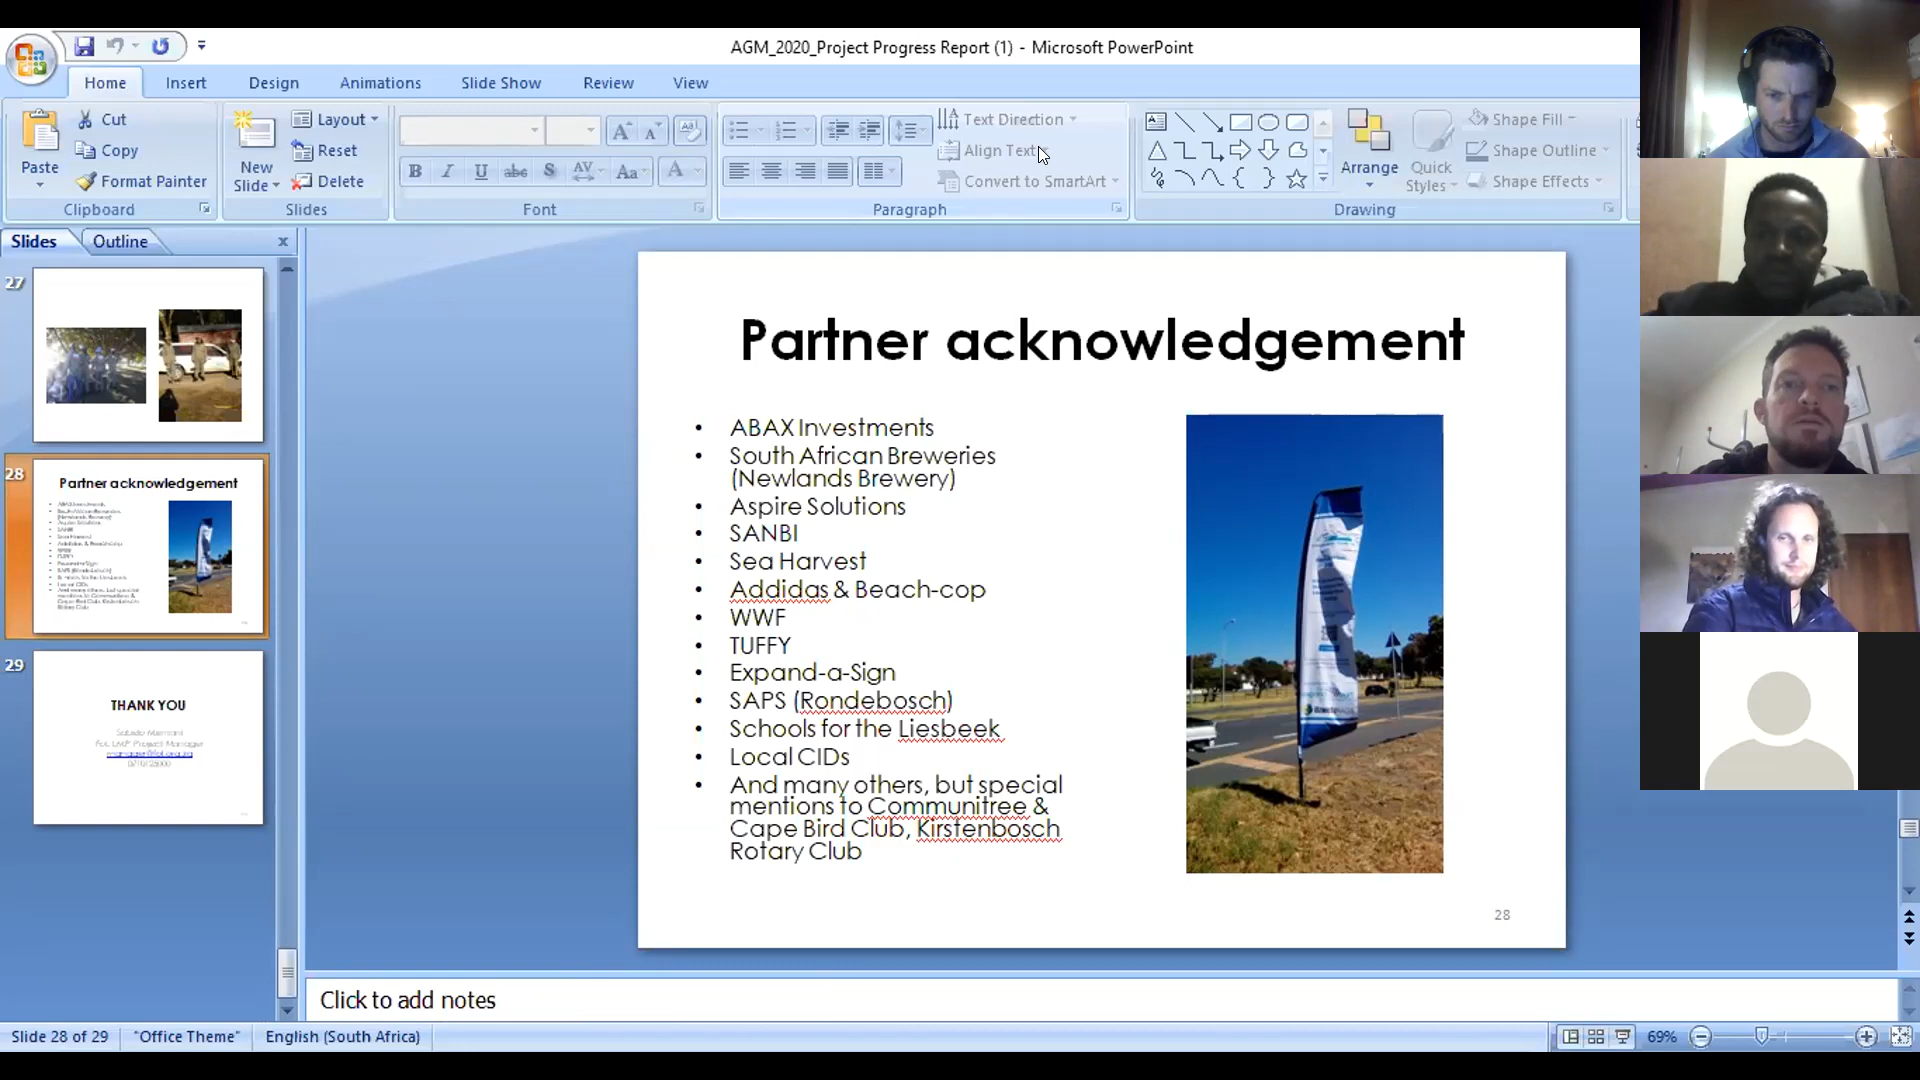 AGM_2020_Project Progress Report (1) - Microsoft PowerPoint
Home Insert Design Animations Slide Show Review View
Paste
Cut
Copy
Format Painter
Clipboard
New
Slide
Layout
Reset
Delete
Slides
B I U abc S AV Aa A
Font
Text Direction
Align Text
Convert to SmartArt
Paragraph
Arrange
Quick
Styles
Shape Fill
Shape Outline
Shape Effects
Drawing
Slides Outline x
27
28
Partner acknowledgement
29
THANK YOU
Partner acknowledgement
• ABAX Investments
• South African Breweries
(Newlands Brewery)
• Aspire Solutions
• SANBI
• Sea Harvest
• Addidas & Beach-cop
• WWF
• TUFFY
• Expand-a-Sign
• SAPS (Rondebosch)
• Schools for the Liesbeek
• Local CIDs
• And many others, but special
mentions to Communitree &
Cape Bird Club, Kirstenbosch
Rotary Club
28
Click to add notes
Slide 28 of 29 "Office Theme" English (South Africa) 69%